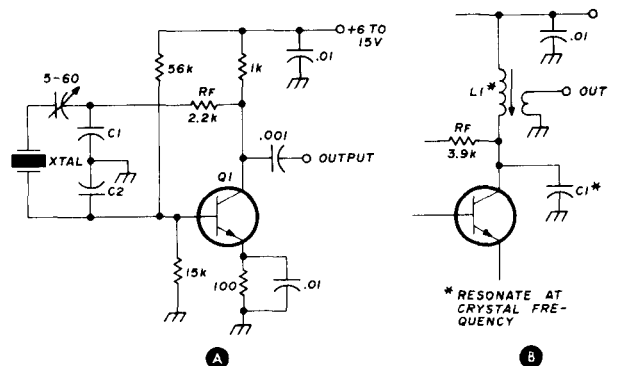 +6 TO
15V
.01
56k
1k
5-60
RF
2.2k
C1
XTAL
C2
.001
OUTPUT
Q1
15k
100
.01
A
.01
L1*
OUT
RF
3.9k
C1*
* RESONATE AT
CRYSTAL FRE-
QUENCY
B